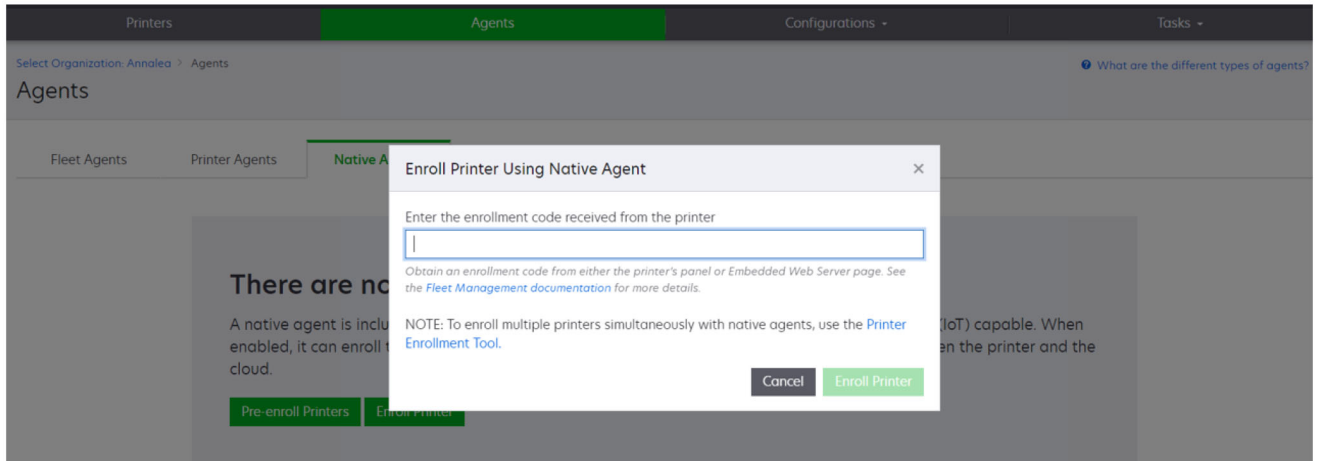 Printers
Agents
Configurations
Tasks
Select Organization: Annalea > Agents
What are the different types of agents?
Agents
Fleet Agents
Printer Agents
Native A
Enroll Printer Using Native Agent
×
Enter the enrollment code received from the printer
Obtain an enrollment code from either the printer's panel or Embedded Web Server page. See
the Fleet Management documentation for more details.
NOTE: To enroll multiple printers simultaneously with native agents, use the Printer
Enrollment Tool.
Cancel
Enroll Printer
There are no
A native agent is inclu
(IoT) capable. When
enabled, it can enroll t
en the printer and the
cloud.
Pre-enroll Printers
Enroll Printer